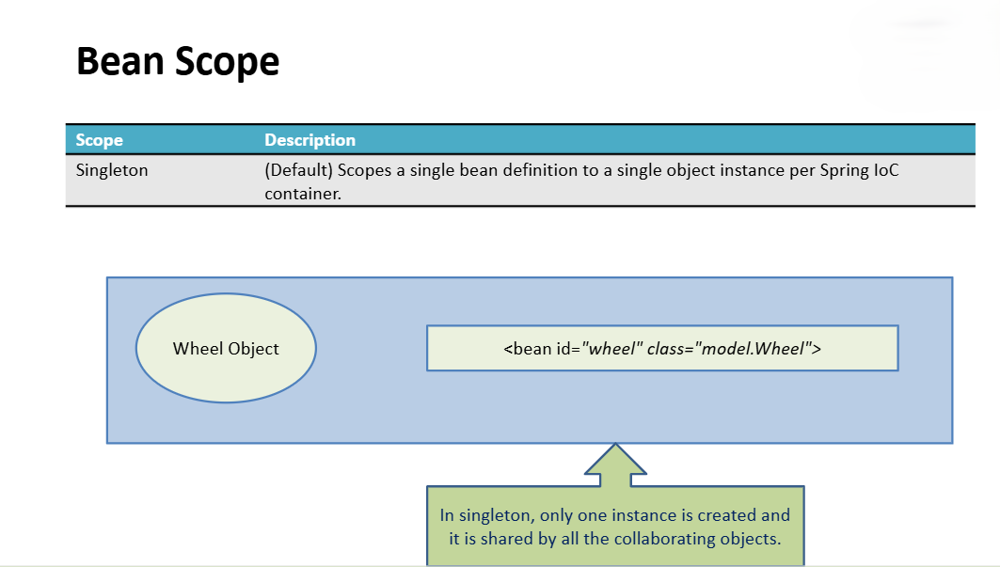 Bean Scope
Scope Description
Singleton (Default) Scopes a single bean definition to a single object instance per Spring IoC
container.
Wheel Object
<bean id="wheel" class="model.Wheel">
In singleton, only one instance is created and
it is shared by all the collaborating objects.